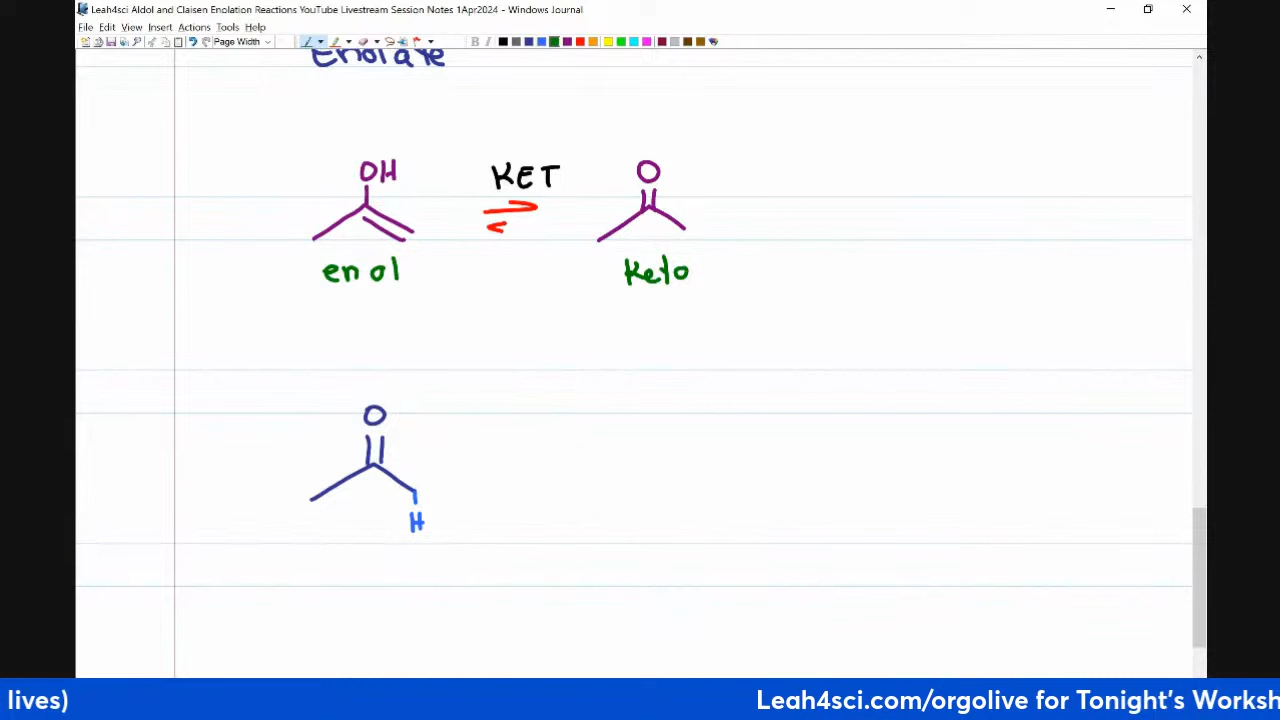 Leah4sci Aldol and Claisen Enolation Reactions YouTube Livestream Session Notes 1Apr2024 - Windows Journal
File Edit View Insert Actions Tools Help
Page Width
B I
Enolate
OH
KET
O
enol
Keto
O
H
lives)
Leah4sci.com/orgolive for Tonight's Worksh